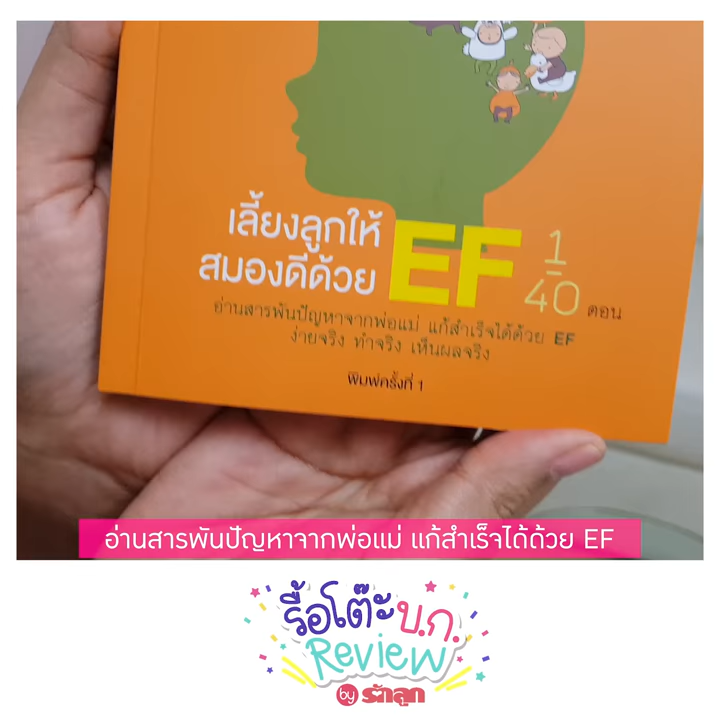 เลี้ยงลูกให้
สมองดีด้วย EF 1/40 ตอน
อ่านสารพันปัญหาจากพ่อแม่ แก้สำเร็จได้ด้วย EF
ง่ายจริง ทำจริง เห็นผลจริง
พิมพ์ครั้งที่ 1
อ่านสารพันปัญหาจากพ่อแม่ แก้สำเร็จได้ด้วย EF
รื้อโต๊ะบ.ก.
Review
by รักลูก